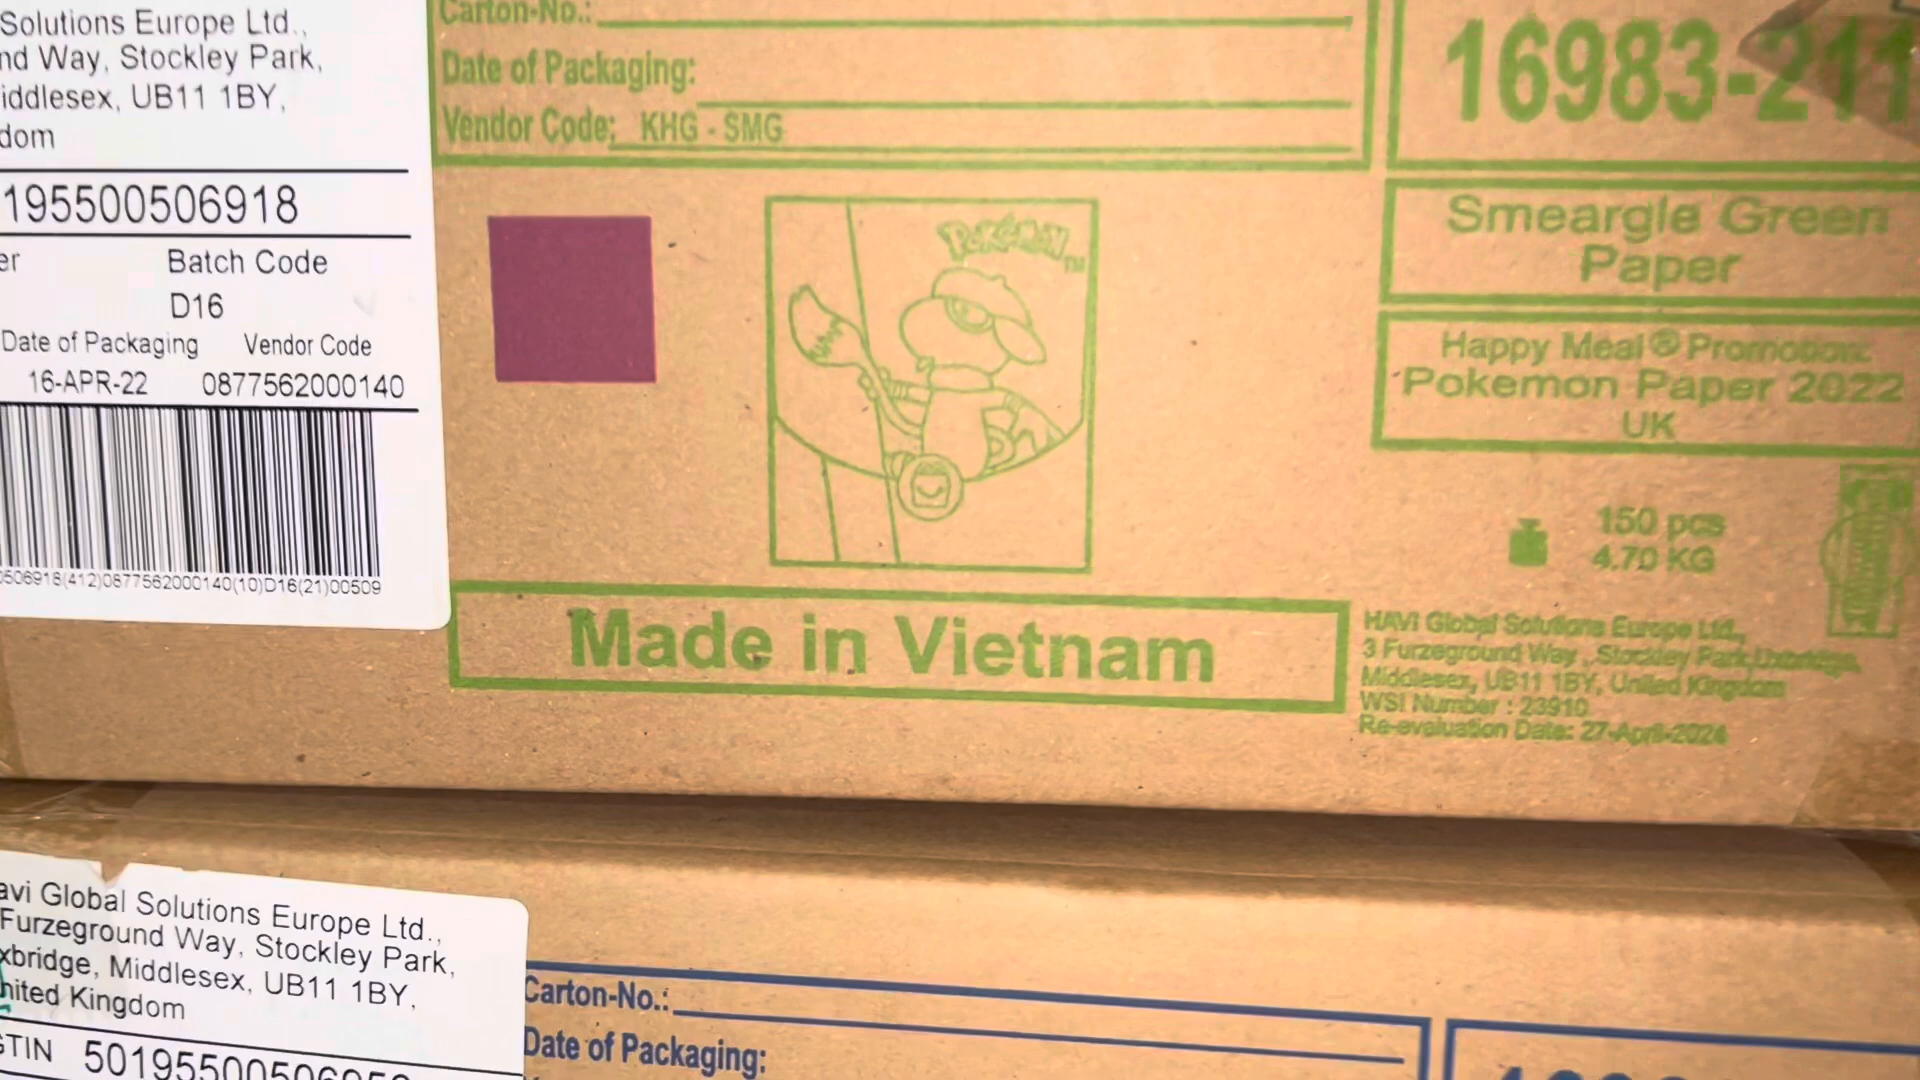 Solutions Europe Ltd.,
nd Way, Stockley Park,
iddlesex, UB11 1BY,
dom
195500506918
er Batch Code
D16
Date of Packaging Vendor Code
16-APR-22 0877562000140
0506918(412)0877562000140(10)D16(21)00509
Carton-No.:
Date of Packaging:
Vendor Code: KHG - SMG
16983-211
Smeargle Green
Paper
Happy Meal® Promotion:
Pokemon Paper 2022
UK
POKéMON™
150 pcs
4.70 KG
Made in Vietnam
HAVI Global Solutions Europe Ltd.,
3 Furzeground Way , Stockley Park,Uxbridge,
Middlesex, UB11 1BY, United Kingdom
WSI Number : 23910
Re-evaluation Date: 27-April-2024
avi Global Solutions Europe Ltd.,
Furzeground Way, Stockley Park,
xbridge, Middlesex, UB11 1BY,
nited Kingdom
GTIN
Carton-No.:
Date of Packaging: